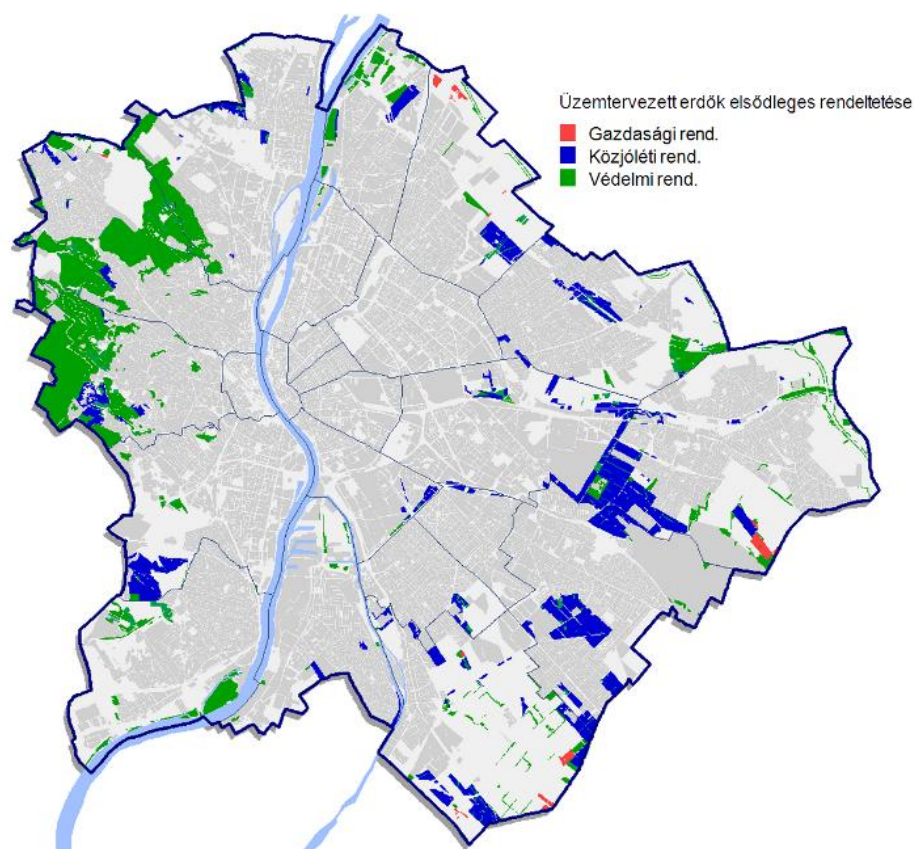 Üzemtervezett erdők elsődleges rendeltetése
Gazdasági rend.
Közjóléti rend.
Védelmi rend.